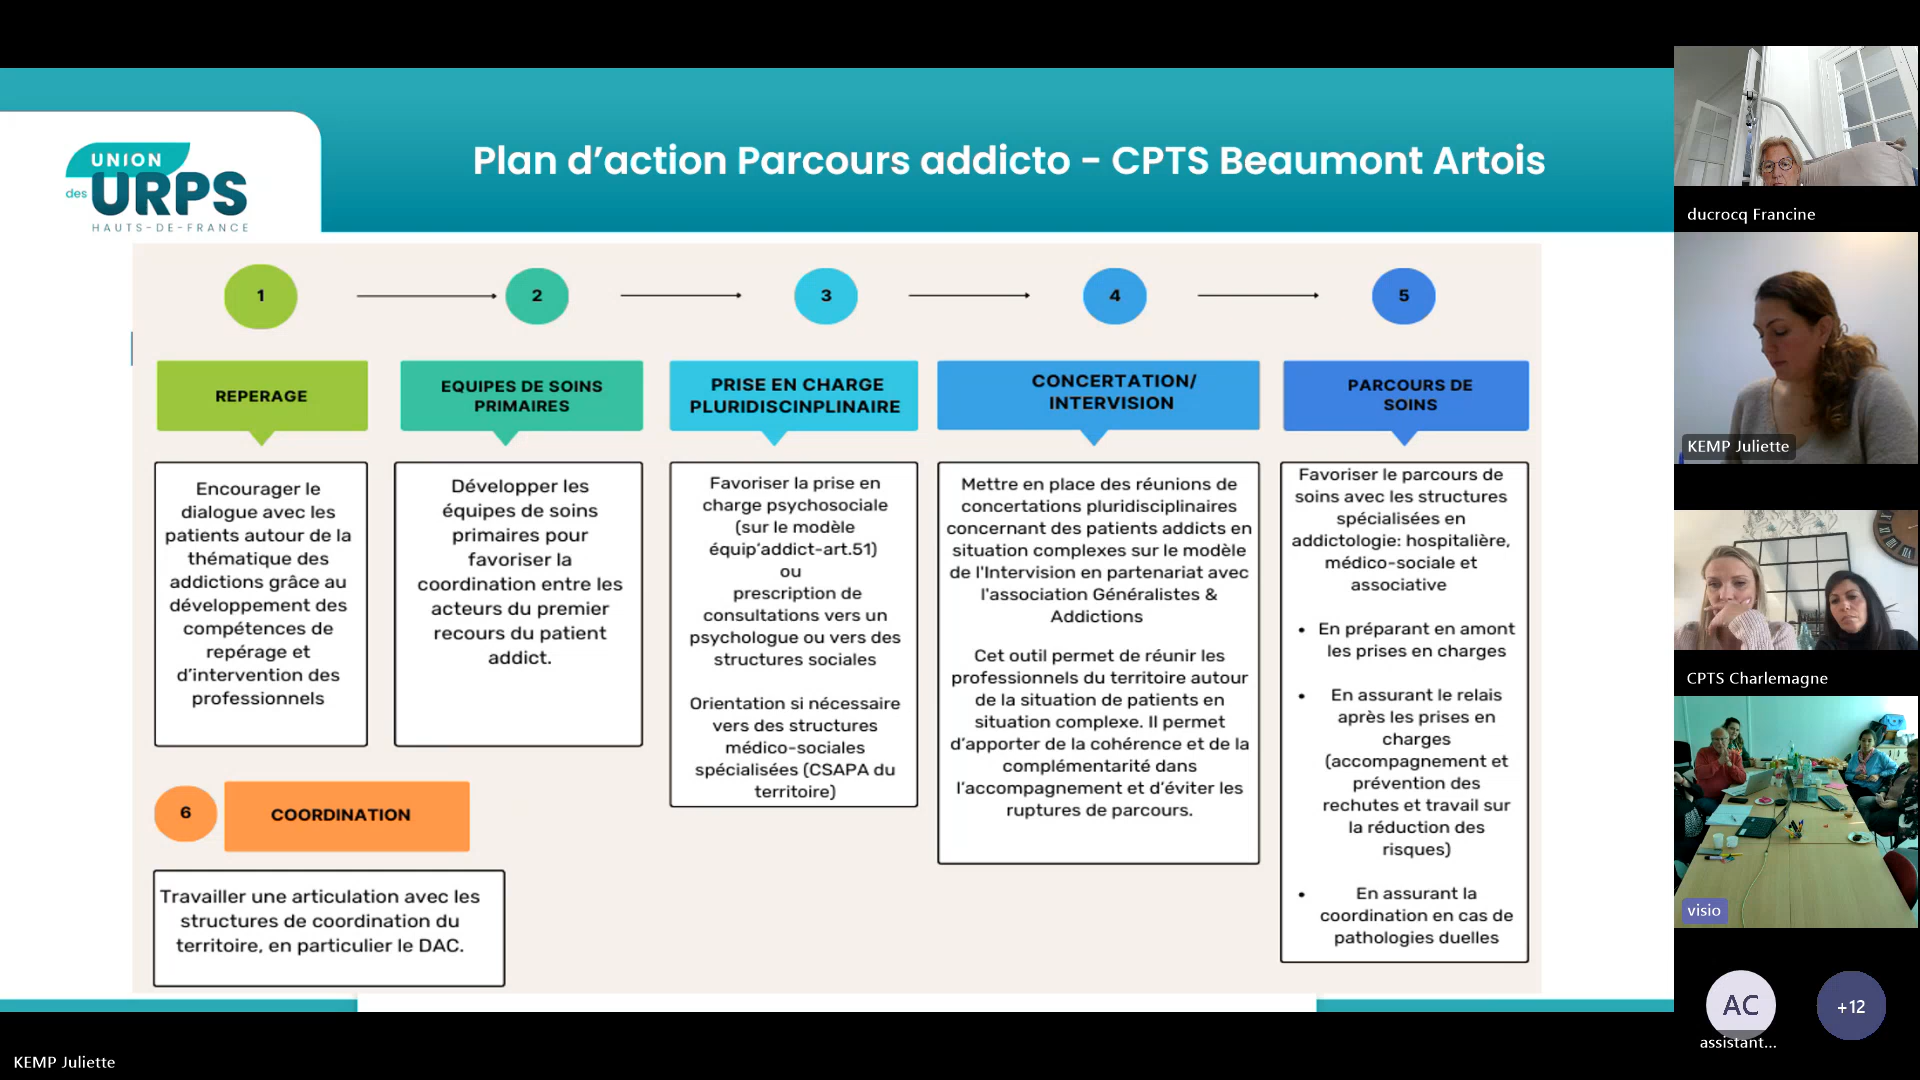 UNION
des URPS
HAUTS-DE-FRANCE
Plan d’action Parcours addicto - CPTS Beaumont Artois
1
2
3
4
5
REPERAGE
Encourager le
dialogue avec les
patients autour de la
thématique des
addictions grâce au
développement des
compétences de
repérage et
d’intervention des
professionnels
EQUIPES DE SOINS
PRIMAIRES
Développer les
équipes de soins
primaires pour
favoriser la
coordination entre les
acteurs du premier
recours du patient
addict.
PRISE EN CHARGE
PLURIDISCINPLINAIRE
Favoriser la prise en
charge psychosociale
(sur le modèle
équip’addict-art.51)
ou
prescription de
consultations vers un
psychologue ou vers des
structures sociales
Orientation si nécessaire
vers des structures
médico-sociales
spécialisées (CSAPA du
territoire)
CONCERTATION/
INTERVISION
Mettre en place des réunions de
concertations pluridisciplinaires
concernant des patients addicts en
situation complexes sur le modèle
de l'Intervision en partenariat avec
l'association Généralistes &
Addictions
Cet outil permet de réunir les
professionnels du territoire autour
de la situation de patients en
situation complexe. Il permet
d’apporter de la cohérence et de la
complémentarité dans
l’accompagnement et d’éviter les
ruptures de parcours.
PARCOURS DE
SOINS
Favoriser le parcours de
soins avec les structures
spécialisées en
addictologie: hospitalière,
médico-sociale et
associative
• En préparant en amont
les prises en charges
• En assurant le relais
après les prises en
charges
(accompagnement et
prévention des
rechutes et travail sur
la réduction des
risques)
• En assurant la
coordination en cas de
pathologies duelles
6
COORDINATION
Travailler une articulation avec les
structures de coordination du
territoire, en particulier le DAC.
ducrocq Francine
KEMP Juliette
CPTS Charlemagne
visio
AC
assistant...
+12
KEMP Juliette